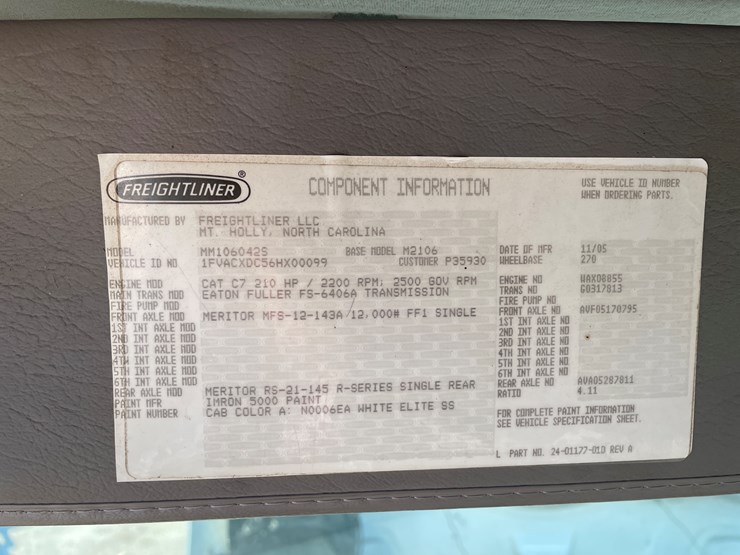 FREIGHTLINER ®
COMPONENT INFORMATION
USE VEHICLE ID NUMBER
WHEN ORDERING PARTS.
MANUFACTURED BY FREIGHTLINER LLC
MT. HOLLY, NORTH CAROLINA
MODEL MM106042S BASE MODEL M2106 DATE OF MFR 11/05
VEHICLE ID NO 1FVACXDC56HX00099 CUSTOMER P35930 WHEELBASE 270
ENGINE MOD CAT C7 210 HP / 2200 RPM; 2500 GOV RPM ENGINE NO WAX08855
MAIN TRANS MOD EATON FULLER FS-6406A TRANSMISSION TRANS NO G0317813
FIRE PUMP MOD FIRE PUMP NO
FRONT AXLE MOD MERITOR MFS-12-143A /12,000# FF1 SINGLE FRONT AXLE NO AVF05170795
1ST INT AXLE MOD 1ST INT AXLE NO
2ND INT AXLE MOD 2ND INT AXLE NO
3RD INT AXLE MOD 3RD INT AXLE NO
4TH INT AXLE MOD 4TH INT AXLE NO
5TH INT AXLE MOD 5TH INT AXLE NO
6TH INT AXLE MOD 6TH INT AXLE NO
REAR AXLE MOD MERITOR RS-21-145 R-SERIES SINGLE REAR REAR AXLE NO AVA05287811
PAINT MFR IMRON 5000 PAINT RATIO 4.11
PAINT NUMBER CAB COLOR A: N0006EA WHITE ELITE SS
FOR COMPLETE PAINT INFORMATION
SEE VEHICLE SPECIFICATION SHEET.
L PART NO. 24-01177-010 REV A